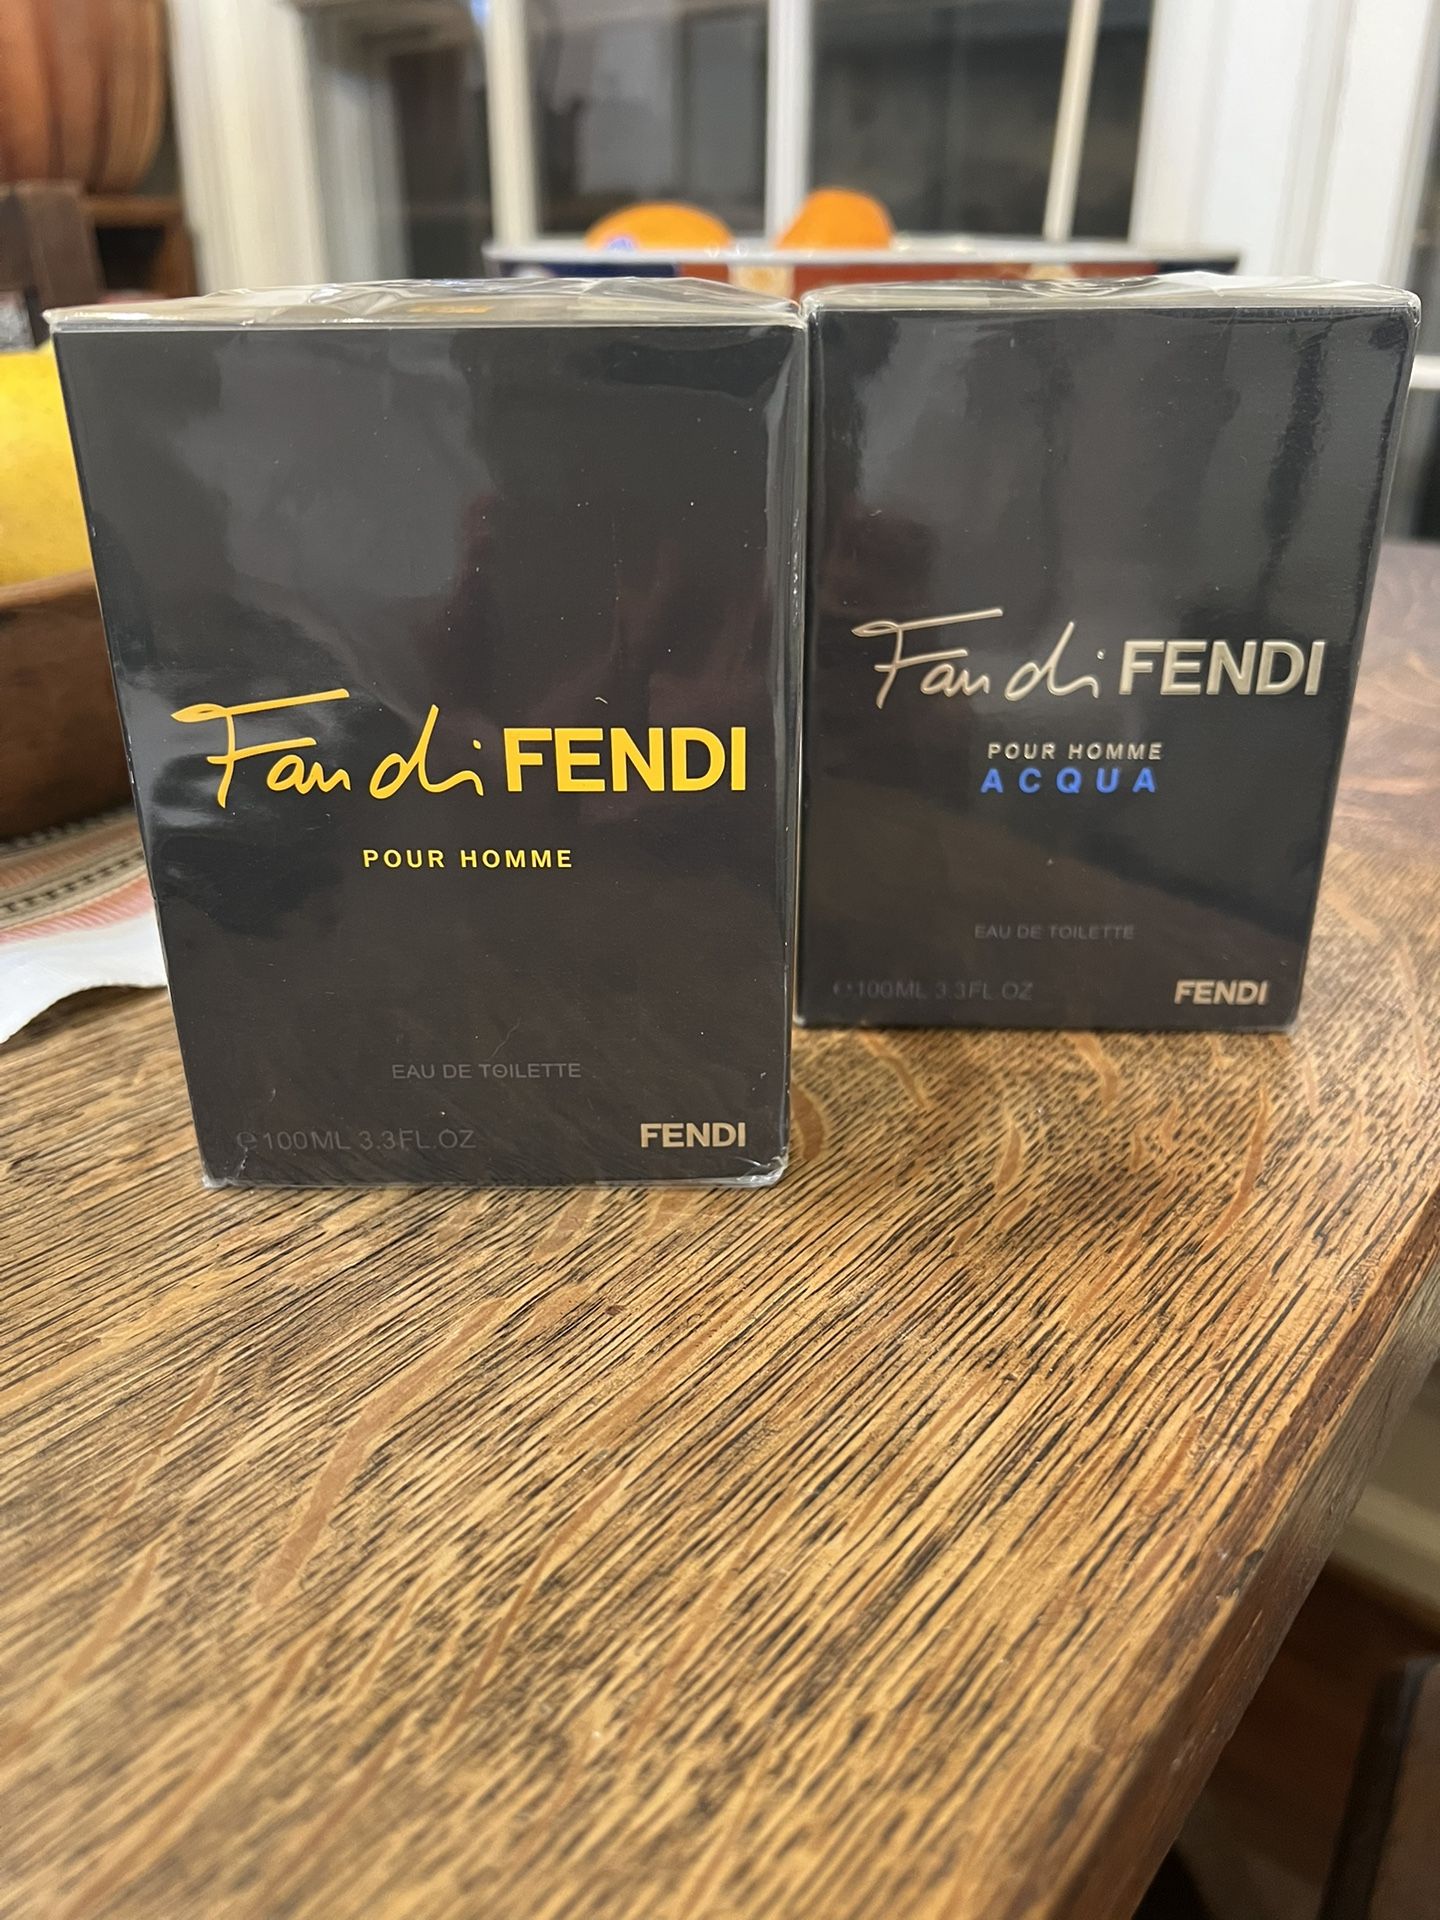 Fan di FENDI
POUR HOMME
EAU DE TOILETTE
℮100ML 3.3FL.OZ
FENDI
Fan di FENDI
POUR HOMME
ACQUA
EAU DE TOILETTE
℮100ML 3.3FL.OZ
FENDI